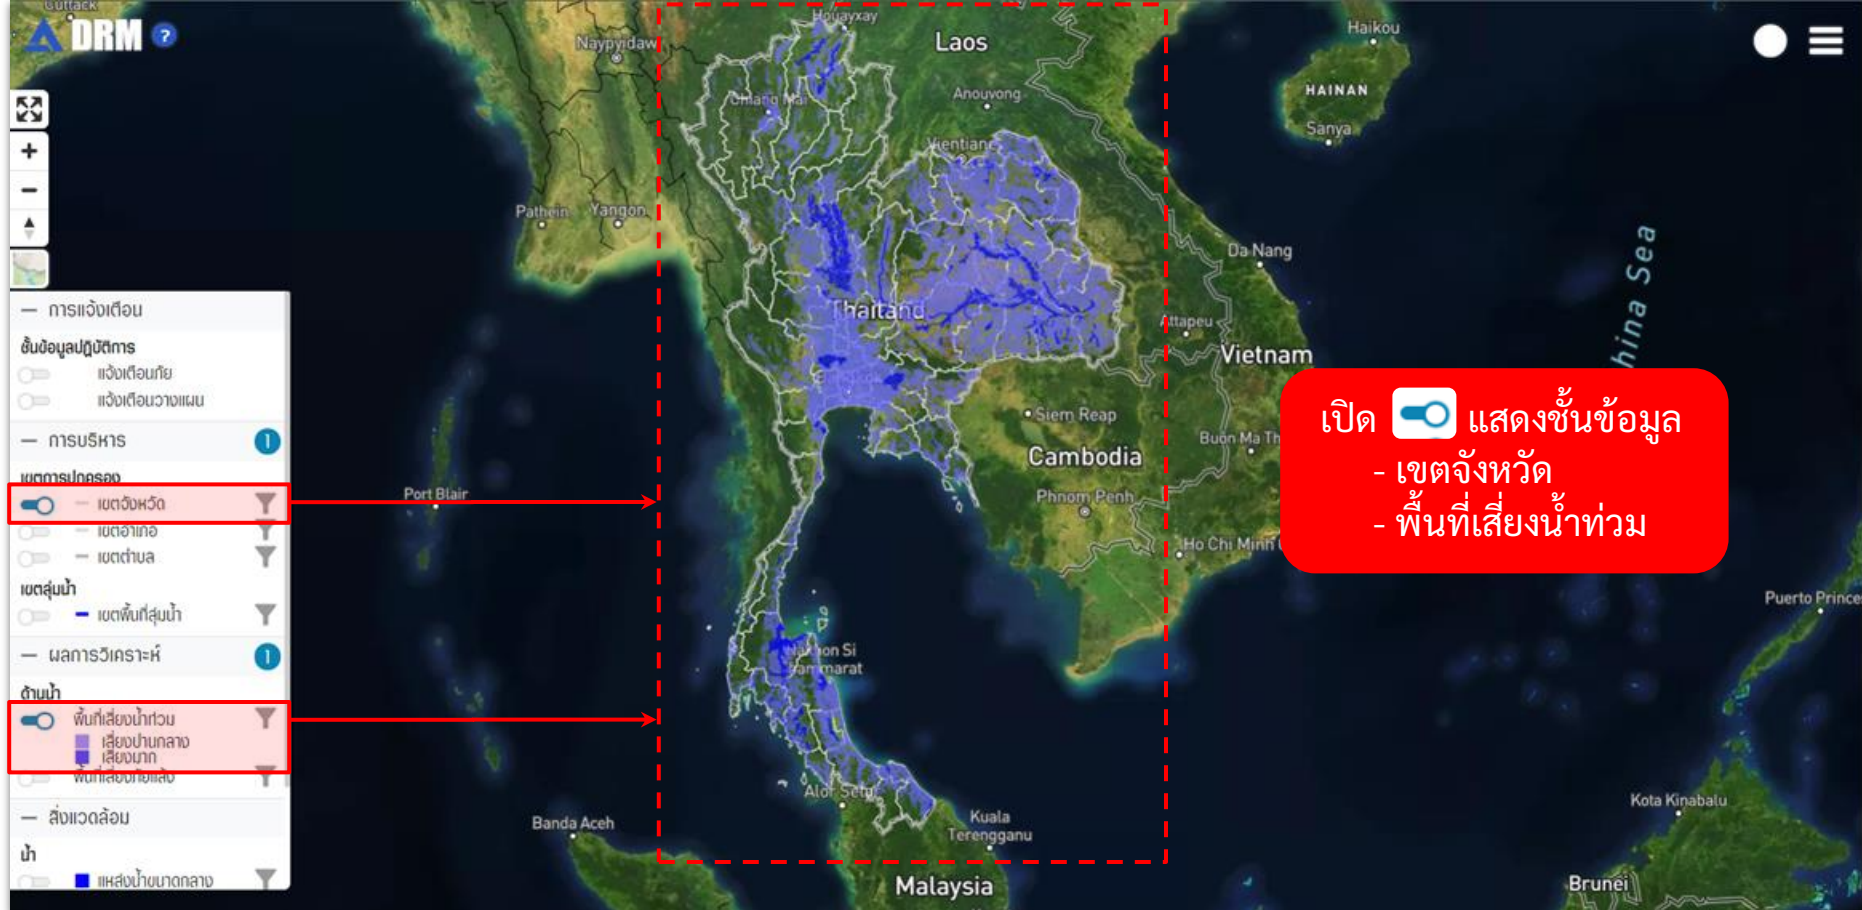 Cuttack
DRM ?
Houayxay
Naypyidaw
Laos
Haikou
HAINAN
Chiang Mai
Anouvong
Sanya
Vientiane
Pathein
Yangon
Da Nang
Thailand
Attapeu
Vietnam
hina Sea
การแจ้งเตือน
ชั้นข้อมูลปฏิบัติการ
แจ้งเตือนภัย
แจ้งเตือนวางแผน
การบริหาร 1
เขตการปกครอง
เขตจังหวัด
เขตอำเภอ
เขตตำบล
เขตลุ่มน้ำ
เขตพื้นที่ลุ่มน้ำ
ผลการวิเคราะห์ 1
ด้านน้ำ
พื้นที่เสี่ยงน้ำท่วม
เสี่ยงปานกลาง
เสี่ยงมาก
พื้นที่เสี่ยงภัยแล้ง
สิ่งแวดล้อม
น้ำ
แหล่งน้ำขนาดกลาง
เปิด แสดงชั้นข้อมูล
- เขตจังหวัด
- พื้นที่เสี่ยงน้ำท่วม
Siem Reap
Buôn Ma Th
Cambodia
Port Blair
Phnom Penh
Ho Chi Minh
Puerto Prince
Nakhon Si
Thammarat
Alor Setar
Kota Kinabalu
Banda Aceh
Kuala
Terengganu
Malaysia
Brunei